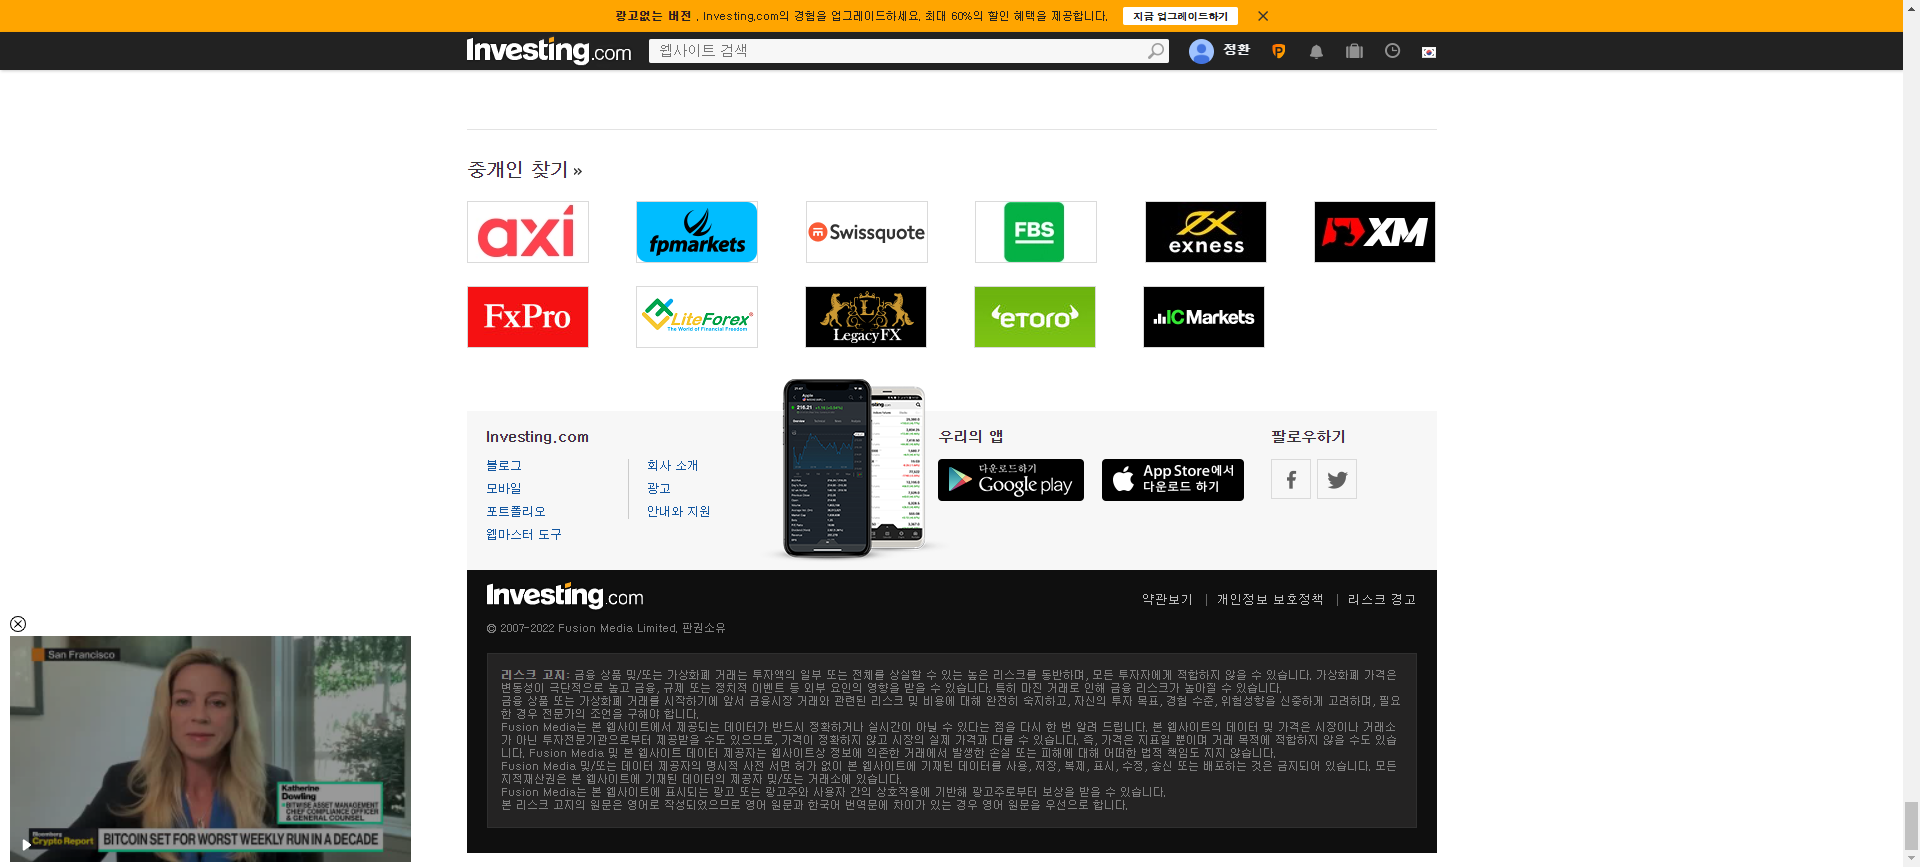 광고없는 버전 . Investing.com의 경험을 업그레이드하세요. 최대 60%의 할인 혜택을 제공합니다.
지금 업그레이드하기
Investing.com
웹사이트 검색
정환
중개인 찾기 »
axi
fpmarkets
Swissquote
FBS
exness
XM
FxPro
LiteForex
The World of Financial Freedom
L
LegacyFX
eToro
IC Markets
Investing.com
블로그
모바일
포트폴리오
웹마스터 도구
회사 소개
광고
안내와 지원
우리의 앱
다운로드하기
Google play
App Store에서
다운로드 하기
팔로우하기
Investing.com
약관보기 | 개인정보 보호정책 | 리스크 경고
© 2007-2022 Fusion Media Limited. 판권소유
리스크 고지: 금융 상품 및/또는 가상화폐 거래는 투자액의 일부 또는 전체를 상실할 수 있는 높은 리스크를 동반하며, 모든 투자자에게 적합하지 않을 수 있습니다. 가상화폐 가격은
변동성이 극단적으로 높고 금융, 규제 또는 정치적 이벤트 등 외부 요인의 영향을 받을 수 있습니다. 특히 마진 거래로 인해 금융 리스크가 높아질 수 있습니다.
금융 상품 또는 가상화폐 거래를 시작하기에 앞서 금융시장 거래와 관련된 리스크 및 비용에 대해 완전히 숙지하고, 자신의 투자 목표, 경험 수준, 위험성향을 신중하게 고려하며, 필요
한 경우 전문가의 조언을 구해야 합니다.
Fusion Media는 본 웹사이트에서 제공되는 데이터가 반드시 정확하거나 실시간이 아닐 수 있다는 점을 다시 한 번 알려 드립니다. 본 웹사이트의 데이터 및 가격은 시장이나 거래소
가 아닌 투자전문기관으로부터 제공받을 수도 있으므로, 가격이 정확하지 않고 시장의 실제 가격과 다를 수 있습니다. 즉, 가격은 지표일 뿐이며 거래 목적에 적합하지 않을 수도 있습
니다. Fusion Media 및 본 웹사이트 데이터 제공자는 웹사이트상 정보에 의존한 거래에서 발생한 손실 또는 피해에 대해 어떠한 법적 책임도 지지 않습니다.
Fusion Media 및/또는 데이터 제공자의 명시적 사전 서면 허가 없이 본 웹사이트에 기재된 데이터를 사용, 저장, 복제, 표시, 수정, 송신 또는 배포하는 것은 금지되어 있습니다. 모든
지적재산권은 본 웹사이트에 기재된 데이터의 제공자 및/또는 거래소에 있습니다.
Fusion Media는 본 웹사이트에 표시되는 광고 또는 광고주와 사용자 간의 상호작용에 기반해 광고주로부터 보상을 받을 수 있습니다.
본 리스크 고지의 원문은 영어로 작성되었으므로 영어 원문과 한국어 번역문에 차이가 있는 경우 영어 원문을 우선으로 합니다.
San Francisco
Katherine
Dowling
BITWISE ASSET MANAGEMENT
CHIEF COMPLIANCE OFFICER
& GENERAL COUNSEL
Bloomberg
Crypto Report
BITCOIN SET FOR WORST WEEKLY RUN IN A DECADE